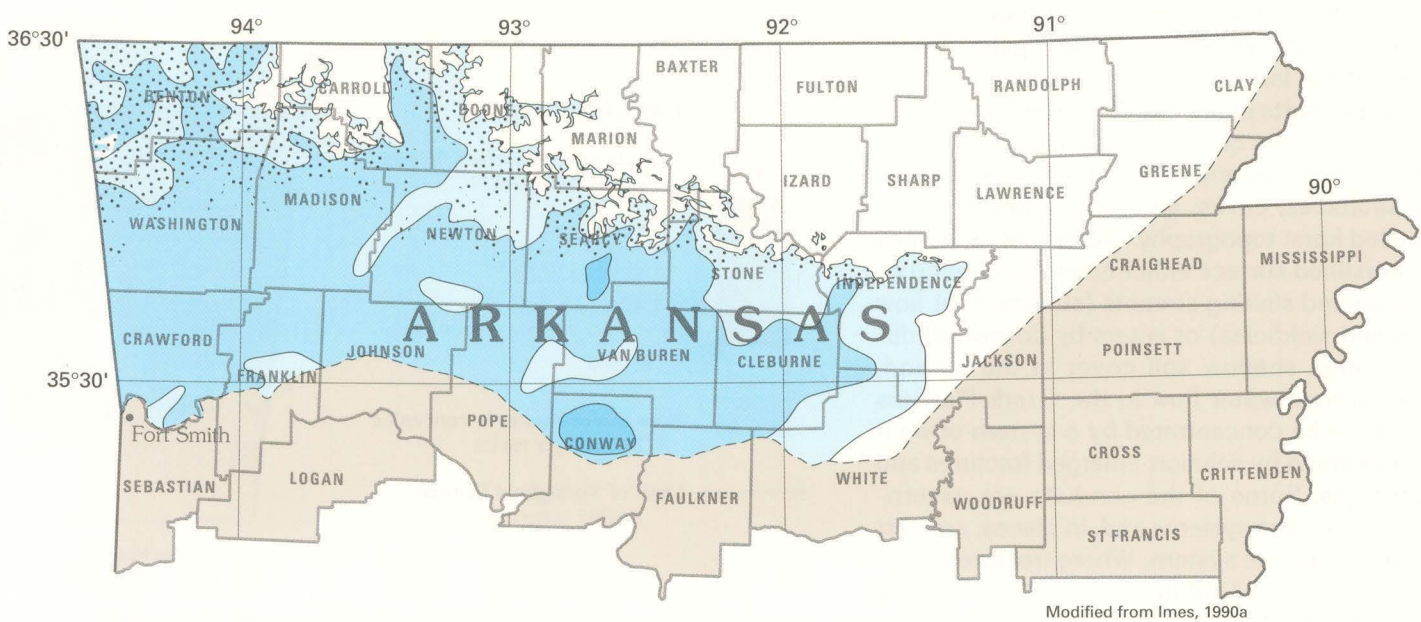 94° 93° 92° 91°
36°30'
BAXTER
BENTON CARROLL BOONE FULTON RANDOLPH CLAY
MARION
IZARD SHARP LAWRENCE GREENE
90°
WASHINGTON MADISON NEWTON SEARCY
STONE INDEPENDENCE CRAIGHEAD MISSISSIPPI
ARKANSAS
CRAWFORD JOHNSON VAN BUREN CLEBURNE JACKSON POINSETT
35°30' FRANKLIN
Fort Smith POPE CONWAY
SEBASTIAN LOGAN FAULKNER WHITE WOODRUFF CROSS CRITTENDEN
ST FRANCIS
Modified from Imes, 1990a